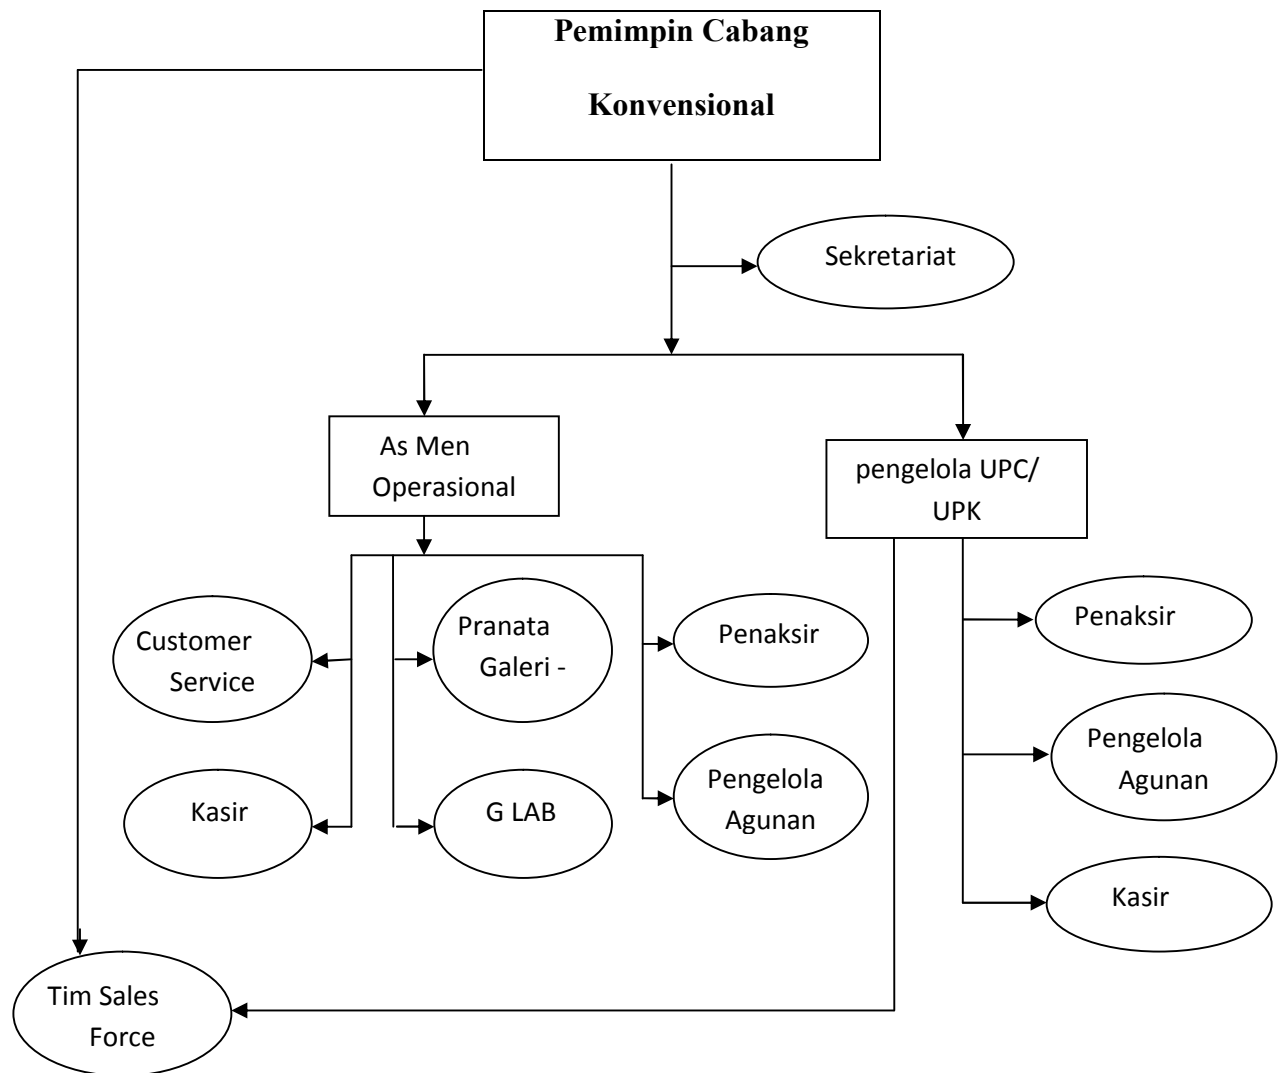 Pemimpin Cabang
Konvensional
Sekretariat
As Men
Operasional
pengelola UPC/
UPK
Customer
Service
Pranata
Galeri -
Penaksir
Penaksir
Kasir
G LAB
Pengelola
Agunan
Pengelola
Agunan
Kasir
Tim Sales
Force